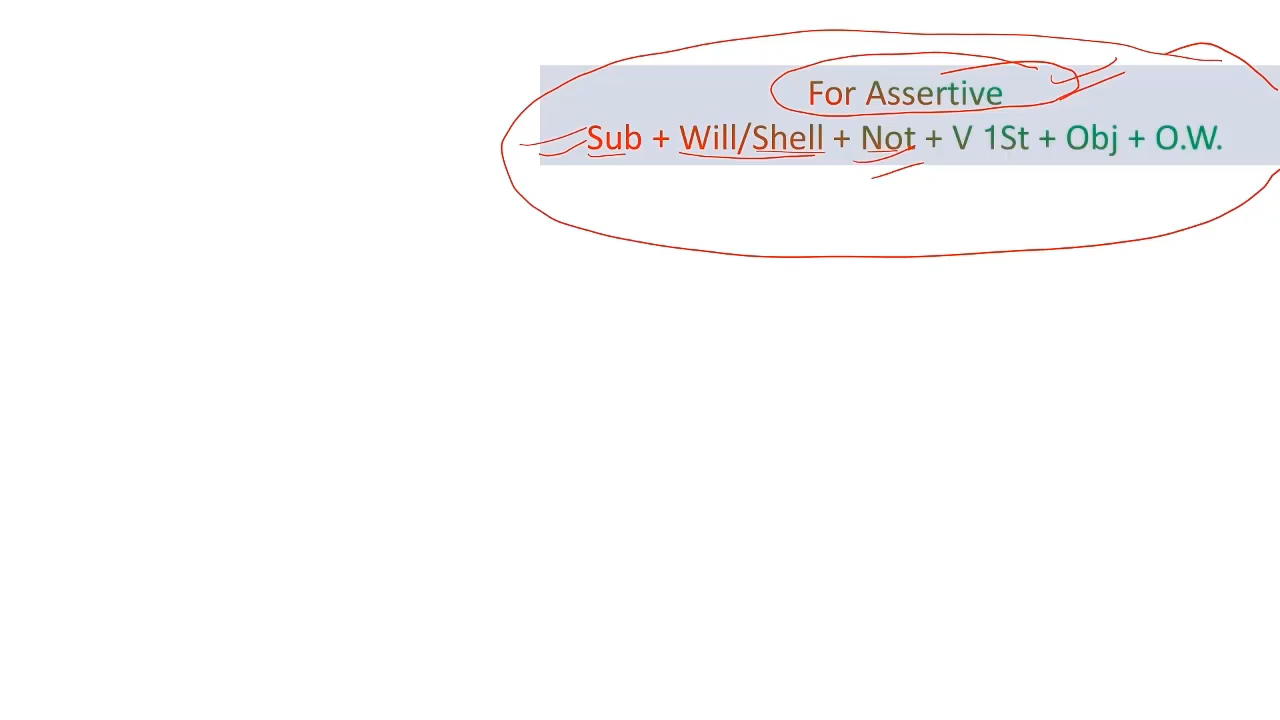 For Assertive
Sub + Will/Shell + Not + V 1St + Obj + O.W.